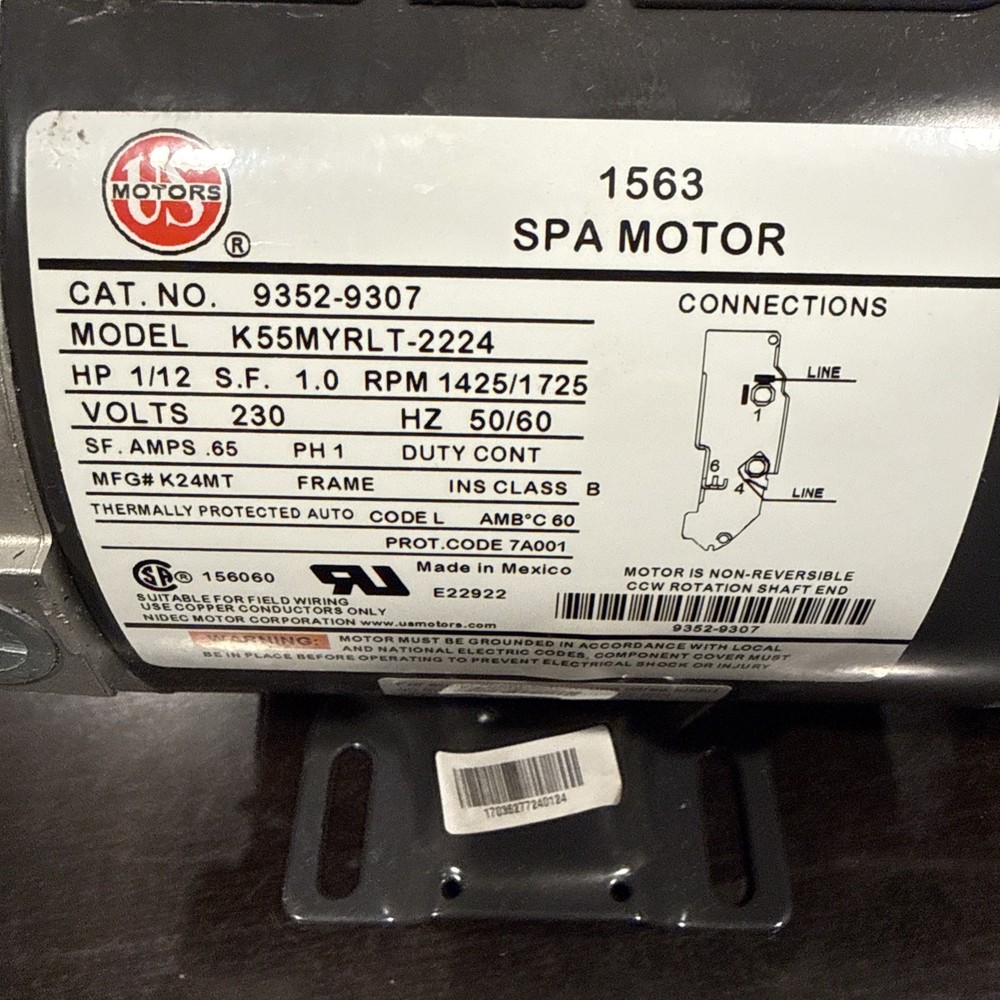 US
MOTORS
®
1563
SPA MOTOR
CAT. NO. 9352-9307
MODEL K55MYRLT-2224
HP 1/12 S.F. 1.0 RPM 1425/1725
VOLTS 230 HZ 50/60
SF. AMPS .65 PH 1 DUTY CONT
MFG# K24MT FRAME INS CLASS B
THERMALLY PROTECTED AUTO CODE L AMB°C 60
PROT.CODE 7A001
Made in Mexico
SA® 156060
RU
E22922
SUITABLE FOR FIELD WIRING
USE COPPER CONDUCTORS ONLY
NIDEC MOTOR CORPORATION www.usmotors.com
CONNECTIONS
LINE
1
6
4
LINE
MOTOR IS NON-REVERSIBLE
CCW ROTATION SHAFT END
9352-9307
WARNING: MOTOR MUST BE GROUNDED IN ACCORDANCE WITH LOCAL
AND NATIONAL ELECTRIC CODES, COMPONENT COVER MUST
BE IN PLACE BEFORE OPERATING TO PREVENT ELECTRICAL SHOCK OR INJURY
17036277240124